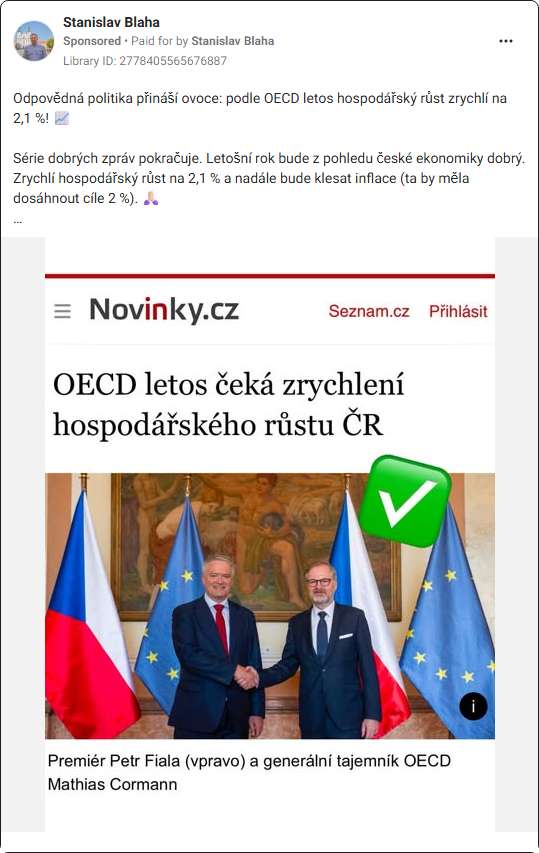 Stanislav Blaha
Sponsored • Paid for by Stanislav Blaha
Library ID: 2778405565676887
Odpovědná politika přináší ovoce: podle OECD letos hospodářský růst zrychlí na
2,1 %! 📈
Série dobrých zpráv pokračuje. Letošní rok bude z pohledu české ekonomiky dobrý.
Zrychlí hospodářský růst na 2,1 % a nadále bude klesat inflace (ta by měla
dosáhnout cíle 2 %). 🙏🏻
...
Novinky.cz
Seznam.cz Přihlásit
OECD letos čeká zrychlení
hospodářského růstu ČR
i
Premiér Petr Fiala (vpravo) a generální tajemník OECD
Mathias Cormann